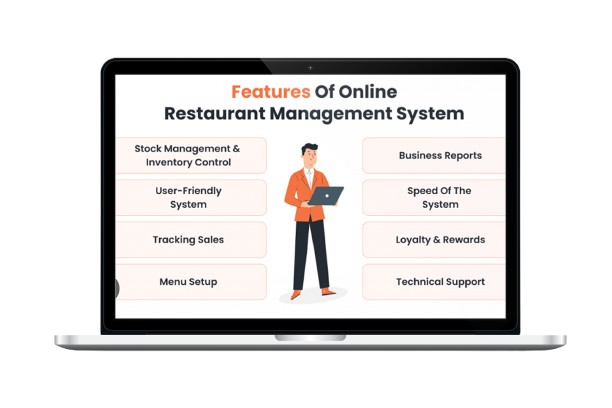 Features Of Online
Restaurant Management System
Stock Management &
Inventory Control
User-Friendly
System
Tracking Sales
Menu Setup
Business Reports
Speed Of The
System
Loyalty & Rewards
Technical Support